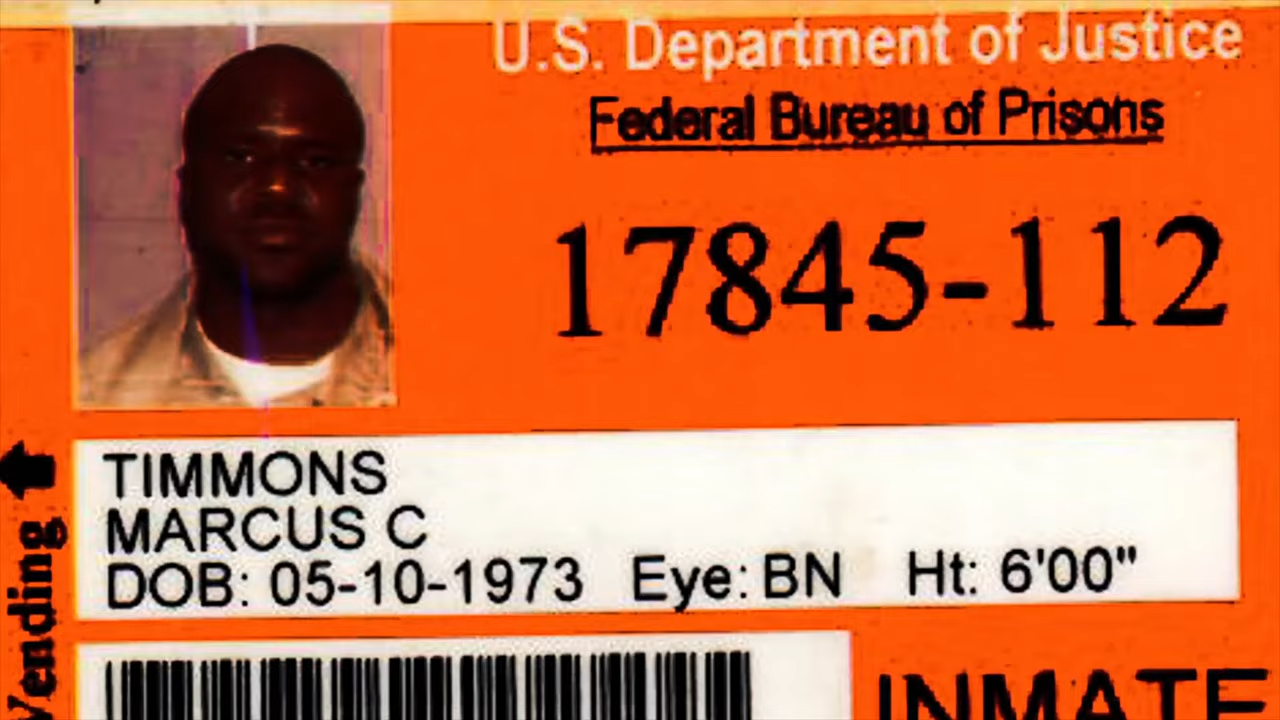 U.S. Department of Justice
Federal Bureau of Prisons
17845-112
TIMMONS
MARCUS C
DOB: 05-10-1973 Eye: BN Ht: 6'00"
Vending
INMATE